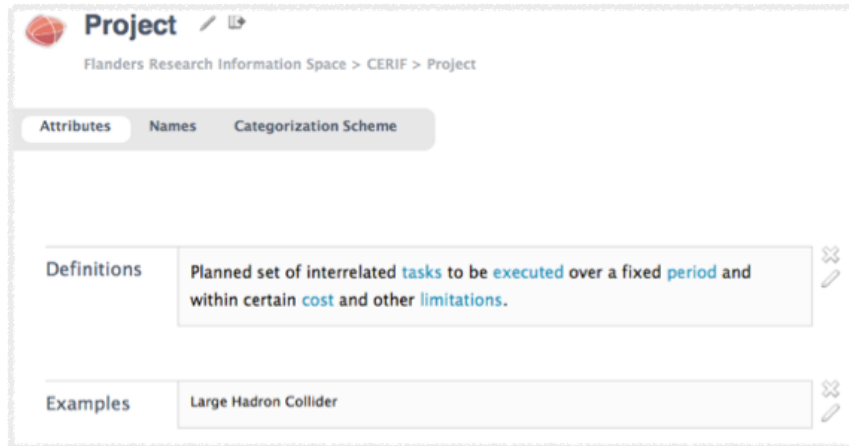 Project
Flanders Research Information Space > CERIF > Project
Attributes Names Categorization Scheme
Definitions
Planned set of interrelated tasks to be executed over a fixed period and
within certain cost and other limitations.
Examples
Large Hadron Collider